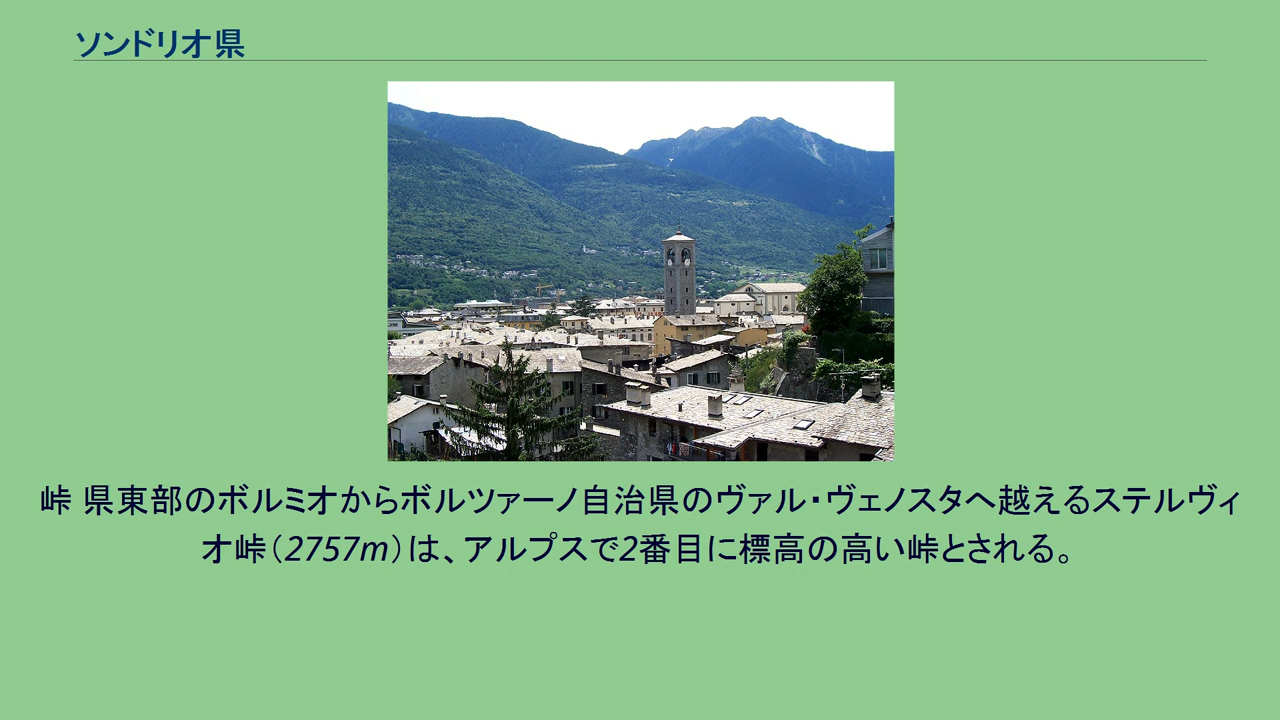 ソンドリオ県
峠 県東部のボルミオからボルツァーノ自治県のヴァル・ヴェノスタへ越えるステルヴィ
オ峠（2757m）は、アルプスで2番目に標高の高い峠とされる。